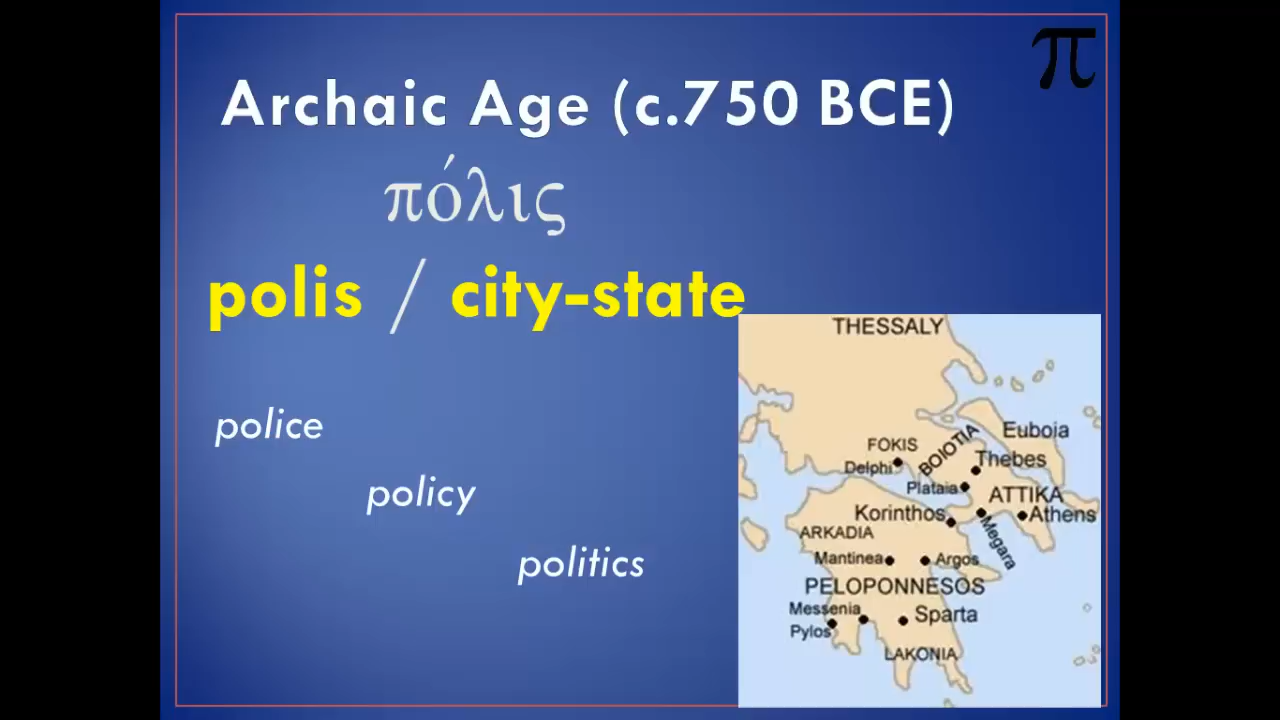 π
Archaic Age (c.750 BCE)
πόλις
polis / city-state
police
policy
politics
THESSALY
Euboia
FOKIS
BOIOTIA
Delphi
Thebes
Plataia
ATTIKA
Korinthos
Athens
Megara
ARKADIA
Mantinea
Argos
PELOPONNESOS
Messenia
Sparta
Pylos
LAKONIA